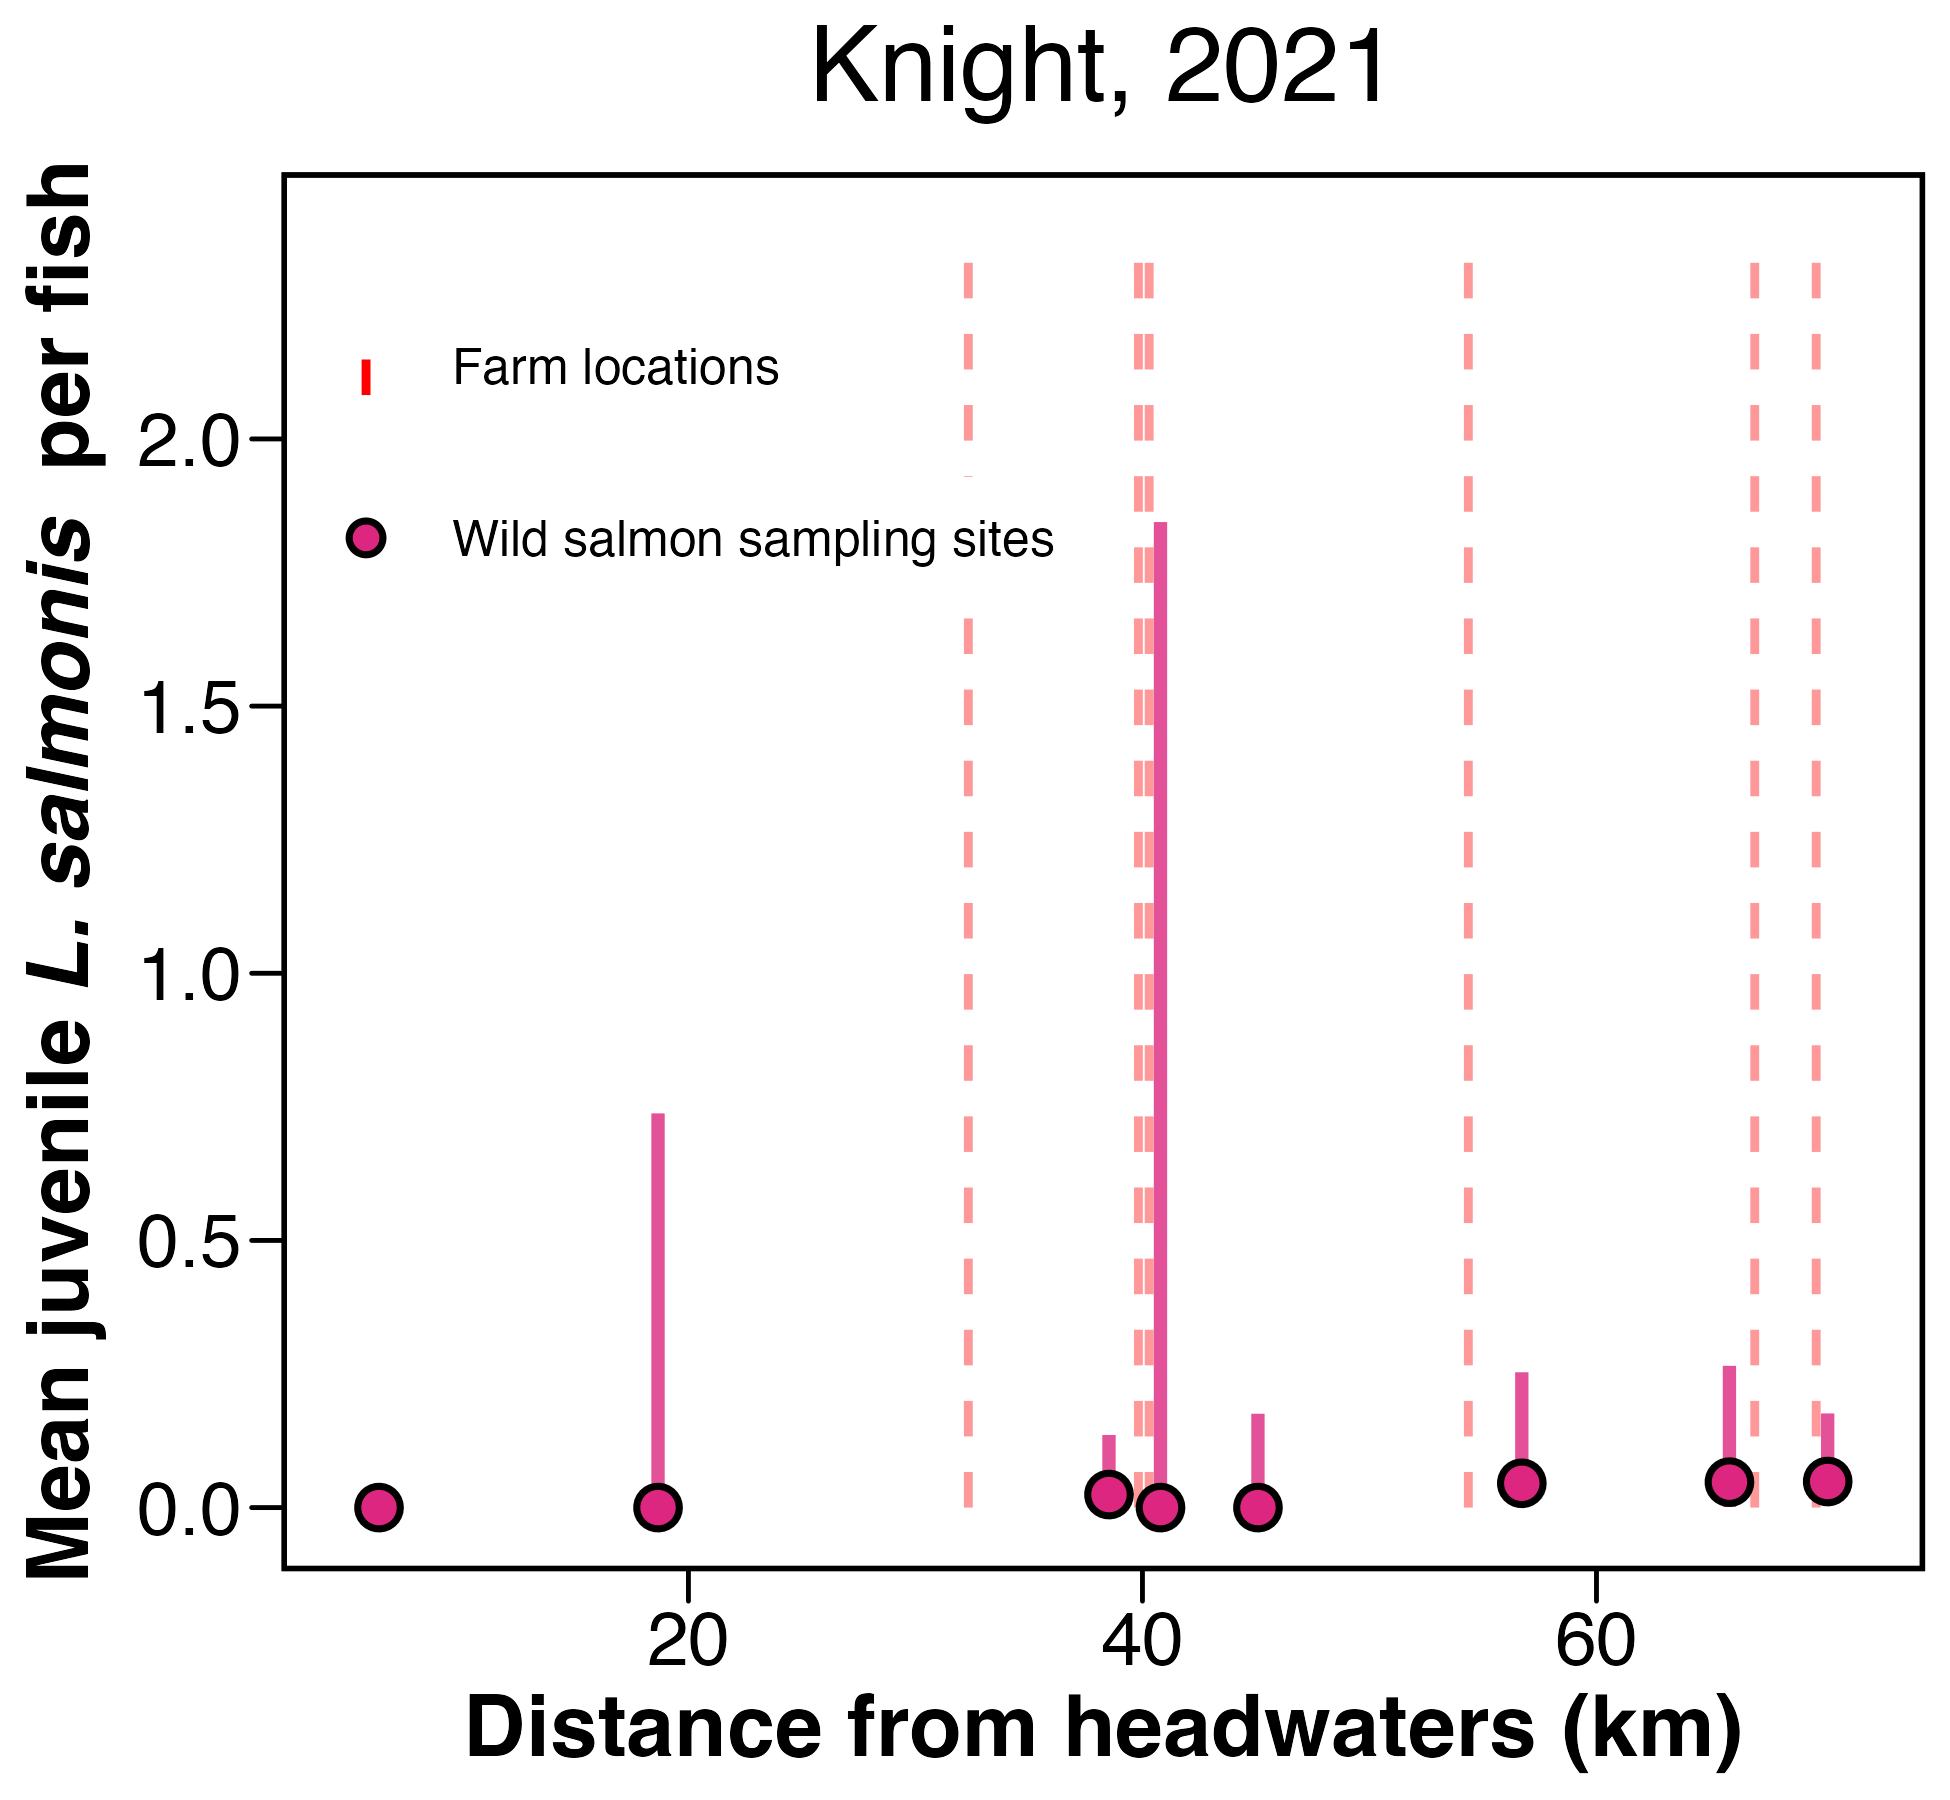 Knight, 2021
Mean juvenile L. salmonis per fish
Farm locations
Wild salmon sampling sites
2.0
1.5
1.0
0.5
0.0
20 40 60
Distance from headwaters (km)